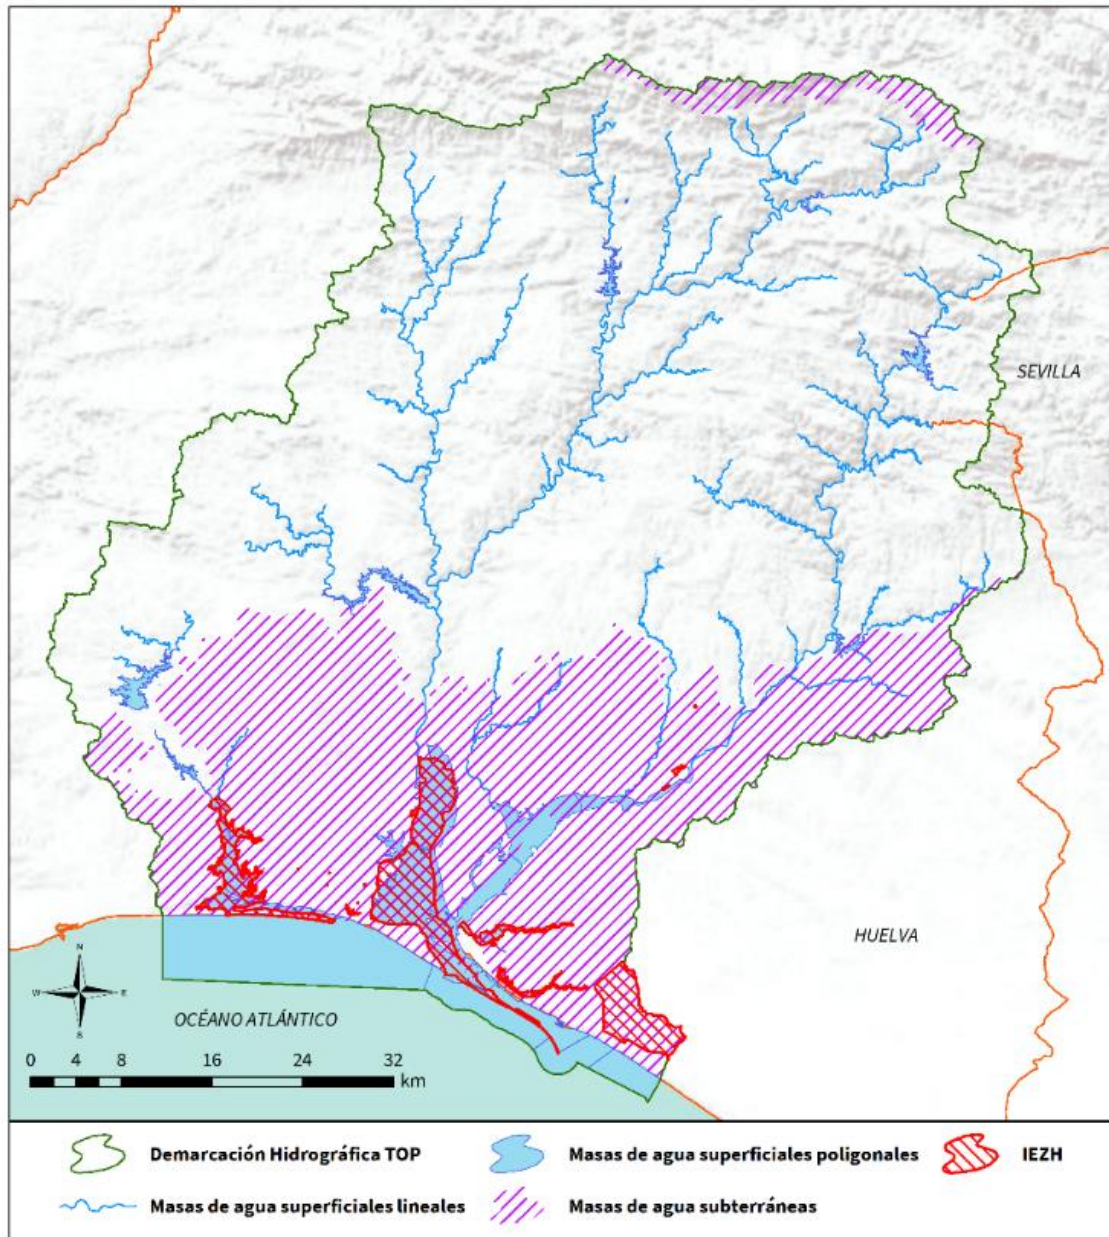 SEVILLA
HUELVA
N
W E
S
OCÉANO ATLÁNTICO
0 4 8 16 24 32
km
Demarcación Hidrográfica TOP
Masas de agua superficiales poligonales
IEZH
Masas de agua superficiales lineales
Masas de agua subterráneas